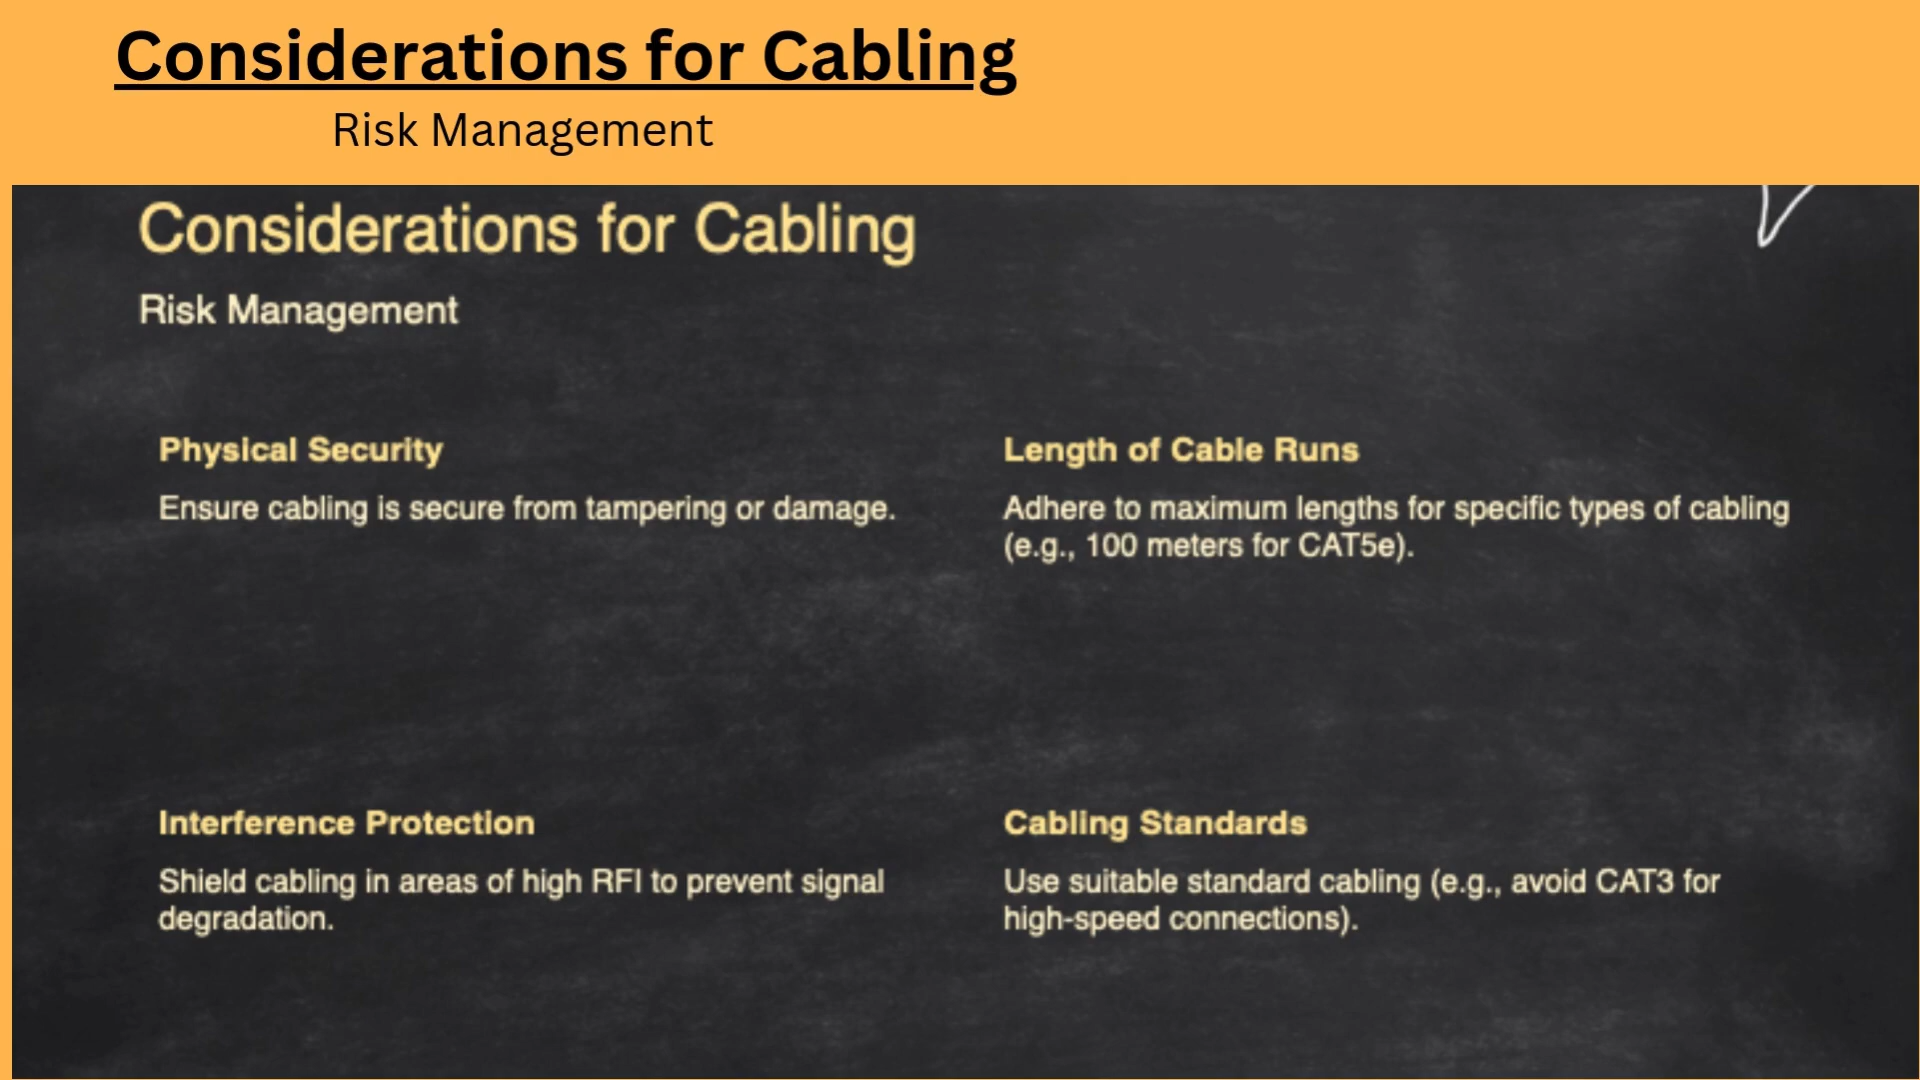 Considerations for Cabling
Risk Management
Considerations for Cabling
Risk Management
Physical Security
Ensure cabling is secure from tampering or damage.
Length of Cable Runs
Adhere to maximum lengths for specific types of cabling
(e.g., 100 meters for CAT5e).
Interference Protection
Shield cabling in areas of high RFI to prevent signal
degradation.
Cabling Standards
Use suitable standard cabling (e.g., avoid CAT3 for
high-speed connections).